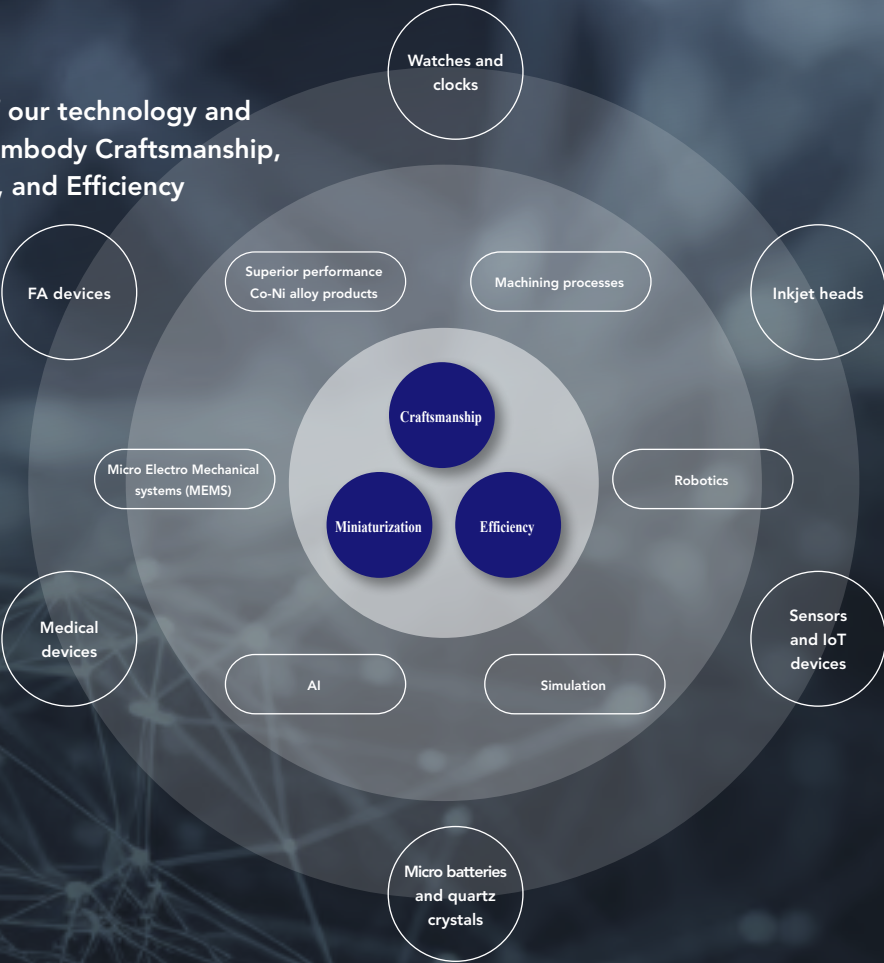 our technology and
mbody Craftsmanship,
, and Efficiency
Watches and
clocks
FA devices
Superior performance
Co-Ni alloy products
Machining processes
Inkjet heads
Craftsmanship
Micro Electro Mechanical
systems (MEMS)
Robotics
Miniaturization
Efficiency
Medical
devices
Sensors
and IoT
devices
AI
Simulation
Micro batteries
and quartz
crystals